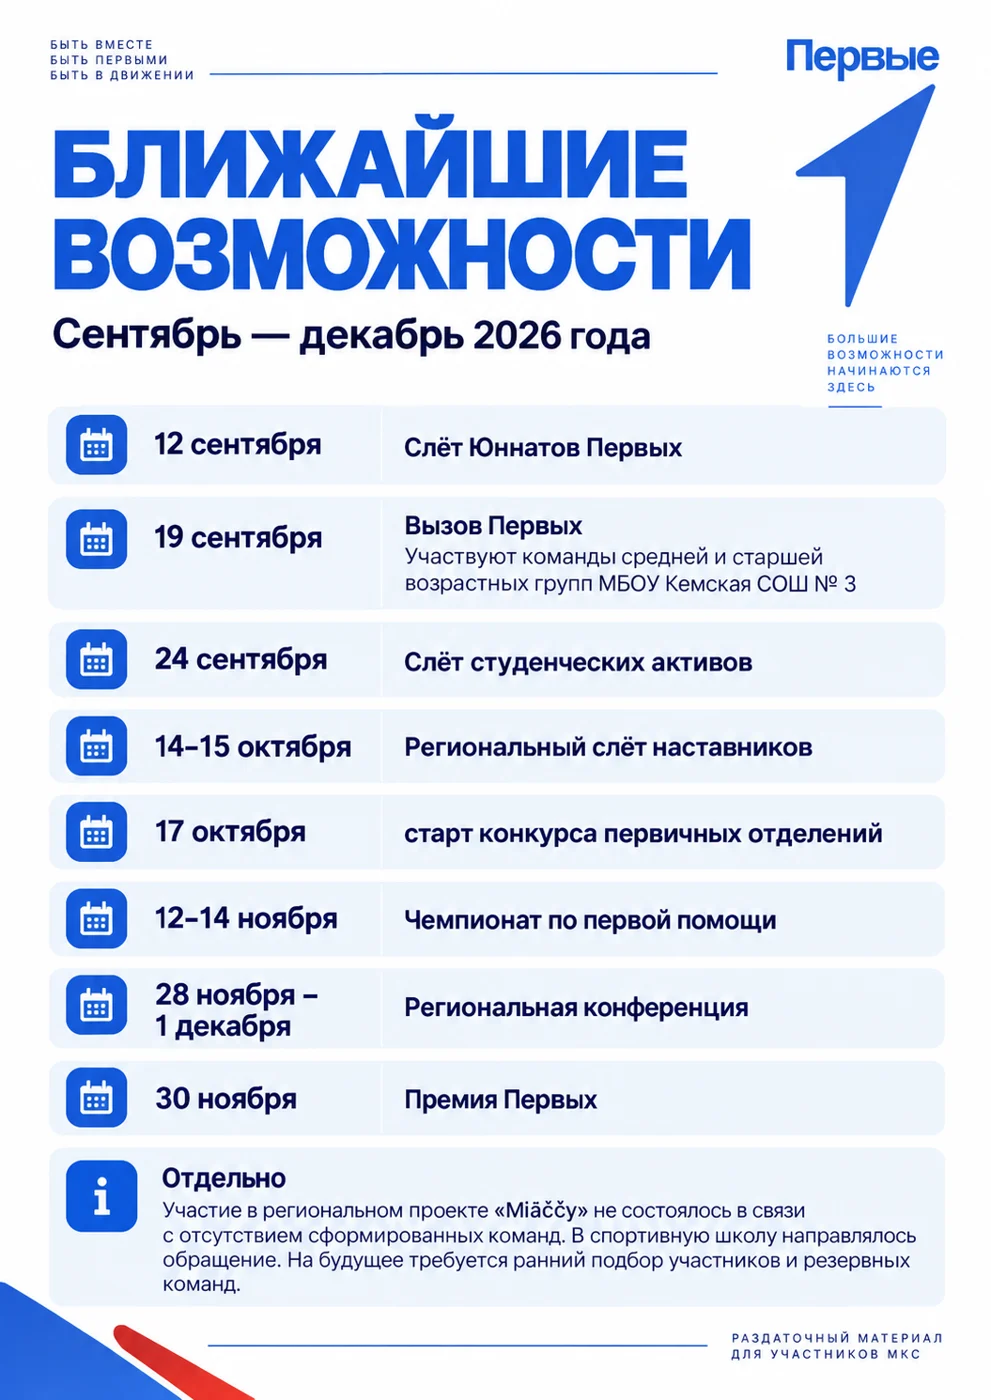 БЫТЬ ВМЕСТЕ
БЫТЬ ПЕРВЫМИ
БЫТЬ В ДВИЖЕНИИ
Первые
БЛИЖАЙШИЕ
ВОЗМОЖНОСТИ
Сентябрь — декабрь 2026 года
БОЛЬШИЕ
ВОЗМОЖНОСТИ
НАЧИНАЮТСЯ
ЗДЕСЬ
12 сентября
Слёт Юннатов Первых
19 сентября
Вызов Первых
Участвуют команды средней и старшей
возрастных групп МБОУ Кемская СОШ № 3
24 сентября
Слёт студенческих активов
14–15 октября
Региональный слёт наставников
17 октября
старт конкурса первичных отделений
12–14 ноября
Чемпионат по первой помощи
28 ноября –
1 декабря
Региональная конференция
30 ноября
Премия Первых
Отдельно
Участие в региональном проекте «Miäččy» не состоялось в связи
с отсутствием сформированных команд. В спортивную школу направлялось
обращение. На будущее требуется ранний подбор участников и резервных
команд.
РАЗДАТОЧНЫЙ МАТЕРИАЛ
ДЛЯ УЧАСТНИКОВ МКС